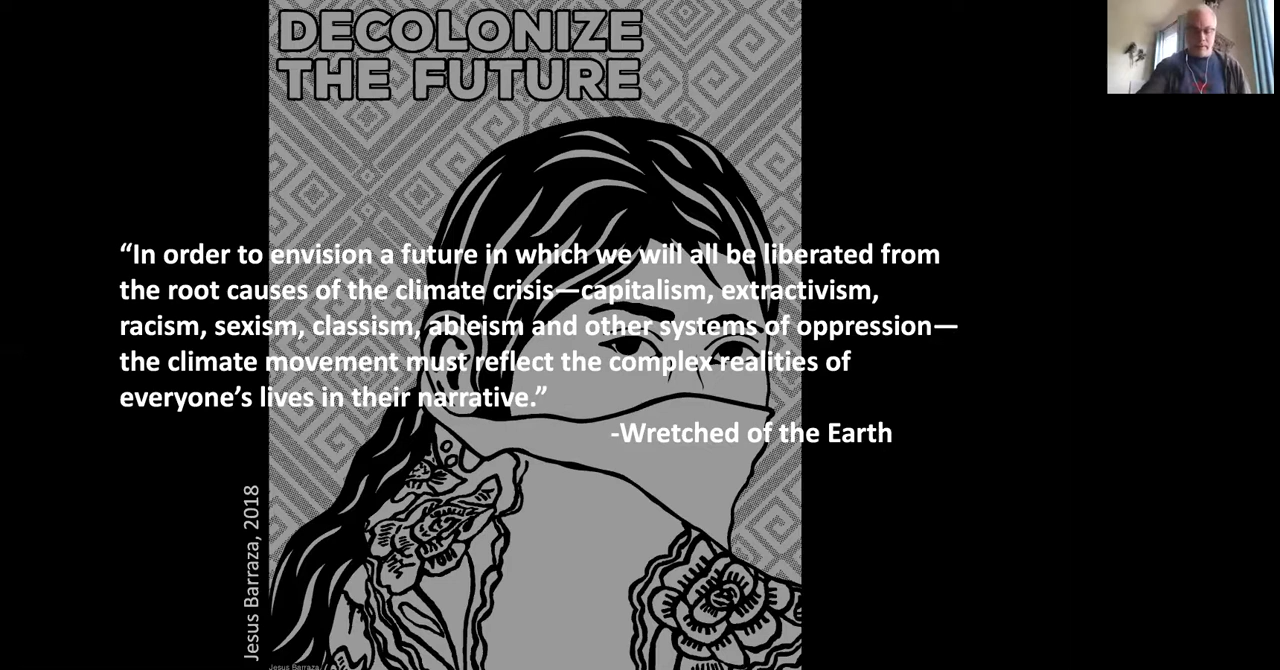 DECOLONIZE
THE FUTURE
“In order to envision a future in which we will all be liberated from
the root causes of the climate crisis—capitalism, extractivism,
racism, sexism, classism, ableism and other systems of oppression—
the climate movement must reflect the complex realities of
everyone’s lives in their narrative.”
-Wretched of the Earth
Jesus Barraza, 2018
Jesus Barraza